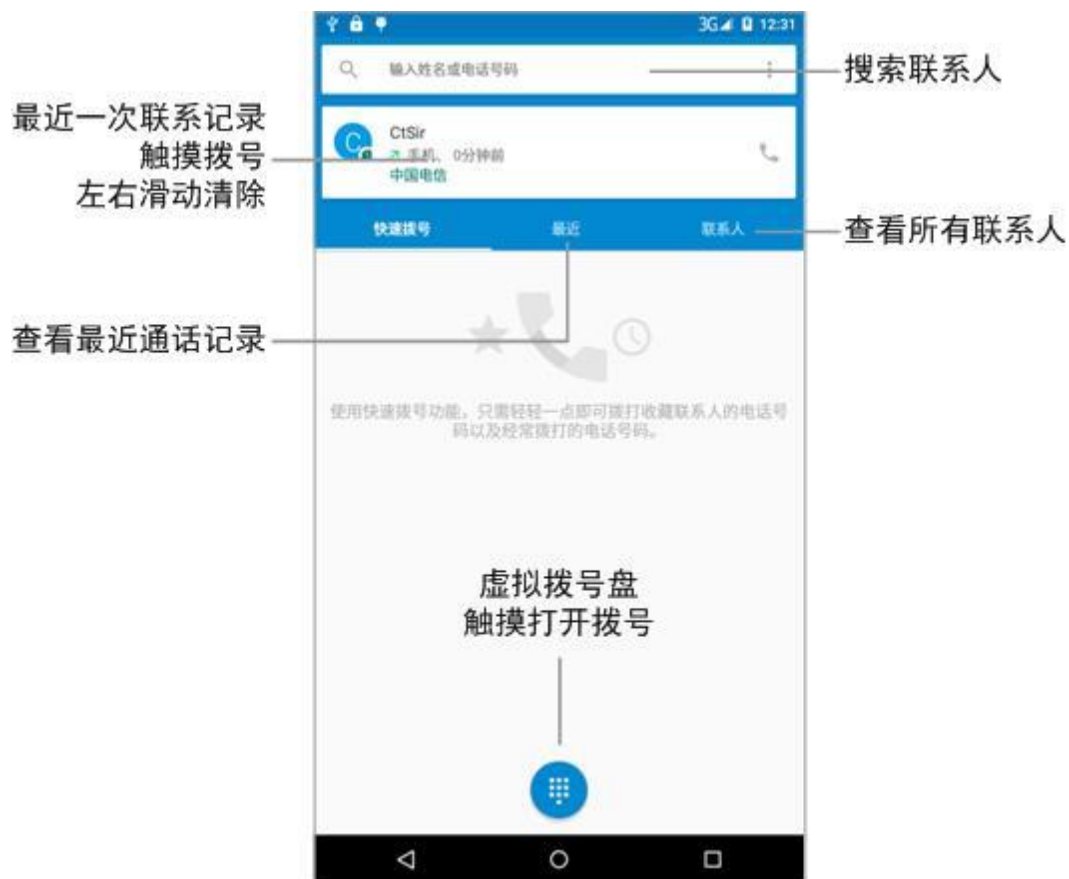 3G 12:31
输入姓名或电话号码
搜索联系人
最近一次联系记录
触摸拨号
左右滑动清除
C
CtSir
手机、 0分钟前
中国电信
快速拨号
最近
联系人
查看所有联系人
查看最近通话记录
使用快速拨号功能，只需轻轻一点即可拨打收藏联系人的电话号
码以及经常拨打的电话号码。
虚拟拨号盘
触摸打开拨号